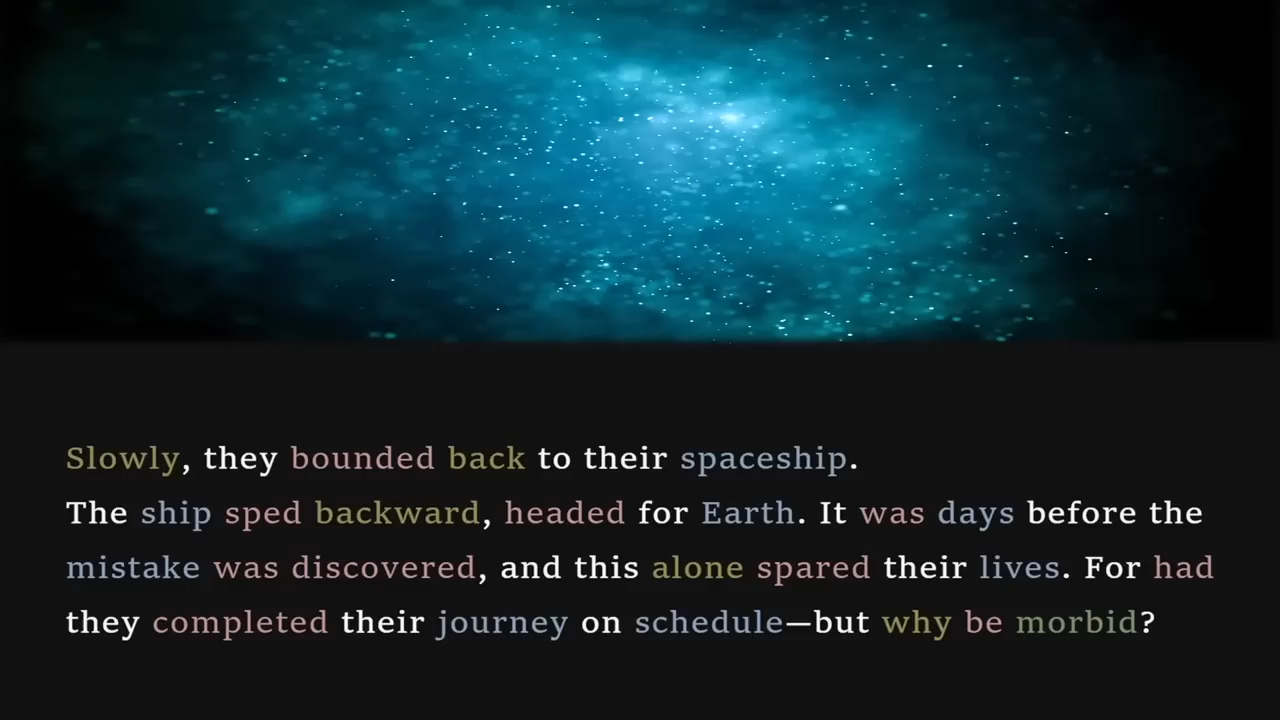 Slowly, they bounded back to their spaceship.
The ship sped backward, headed for Earth. It was days before the
mistake was discovered, and this alone spared their lives. For had
they completed their journey on schedule—but why be morbid?